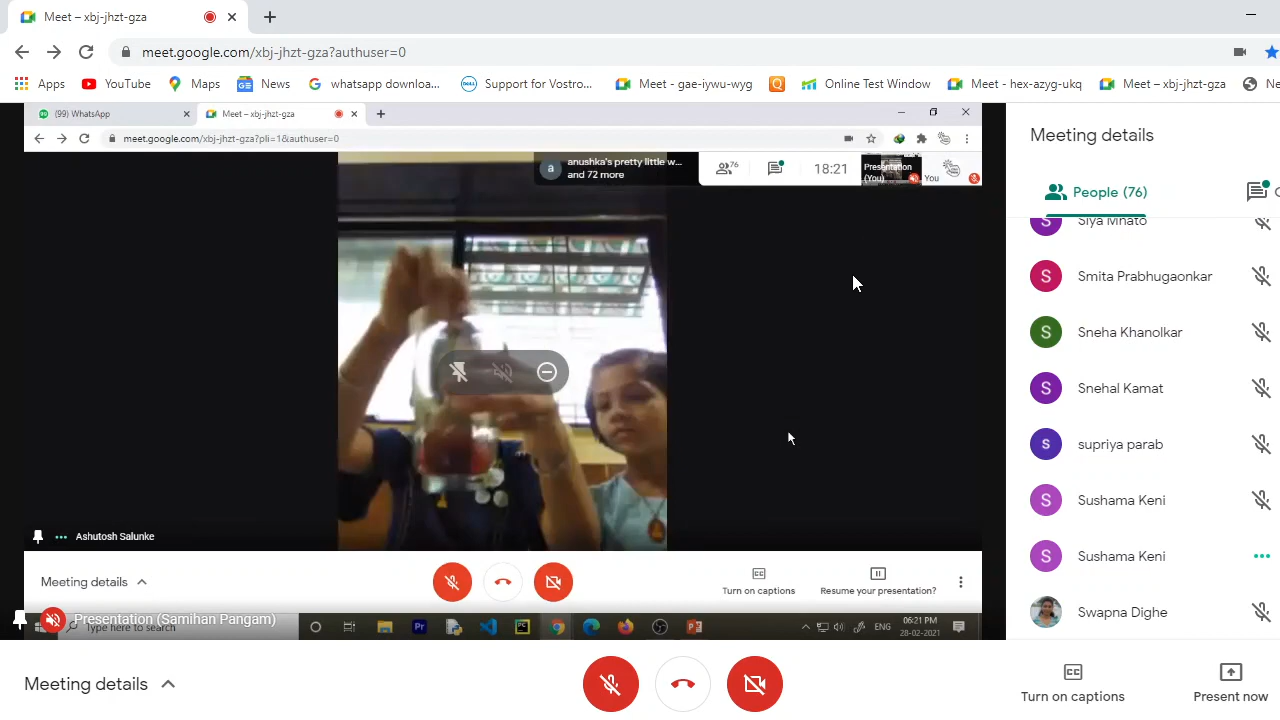 Meet – xbj-jhzt-gza
meet.google.com/xbj-jhzt-gza?authuser=0
Apps
YouTube
Maps
News
whatsapp downloa...
Support for Vostro...
Meet - gae-iywu-wyg
Online Test Window
Meet - hex-azyg-ukq
Meet – xbj-jhzt-gza
Ne
(99) WhatsApp
Meet – xbj-jhzt-gza
meet.google.com/xbj-jhzt-gza?pli=1&authuser=0
a
anushka's pretty little w...
and 72 more
76
18:21
Presentation
(You)
You
Ashutosh Salunke
Meeting details
Turn on captions
Resume your presentation?
Presentation (Samihan Pangam)
Type here to search
ENG
06:21 PM
28-02-2021
Meeting details
People (76)
S Siya Mhato
S Smita Prabhugaonkar
S Sneha Khanolkar
S Snehal Kamat
s supriya parab
S Sushama Keni
S Sushama Keni
Swapna Dighe
Meeting details
Turn on captions
Present now